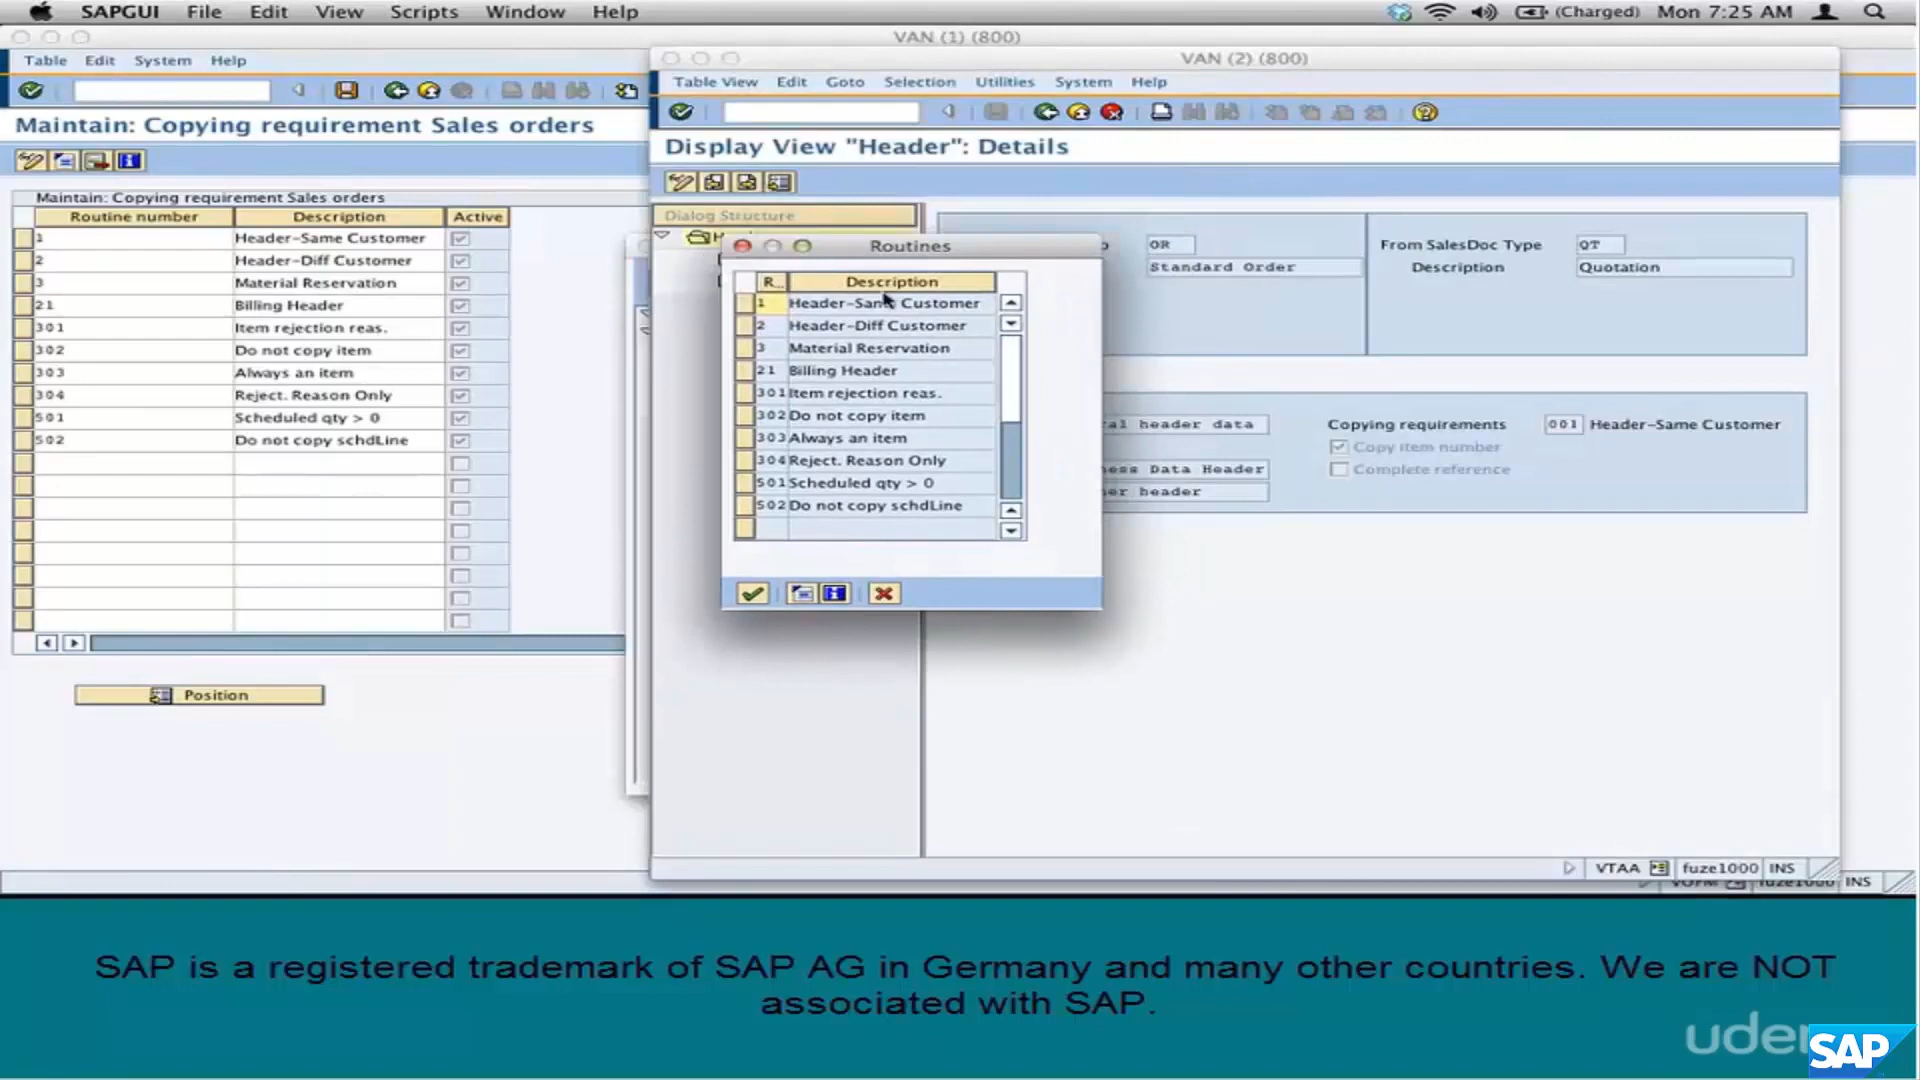 SAPGUI File Edit View Scripts Window Help (Charged) Mon 7:25 AM
VAN (1) (800)
Table Edit System Help
Maintain: Copying requirement Sales orders
Maintain: Copying requirement Sales orders
Routine number Description Active
1 Header-Same Customer
2 Header-Diff Customer
3 Material Reservation
21 Billing Header
301 Item rejection reas.
302 Do not copy item
303 Always an item
304 Reject. Reason Only
501 Scheduled qty > 0
502 Do not copy schdLine
Position
VAN (2) (800)
Table View Edit Goto Selection Utilities System Help
Display View "Header": Details
Dialog Structure
OR
Standard Order
From SalesDoc Type QT
Description Quotation
al header data
Copying requirements 001 Header-Same Customer
Copy item number
Data Header
Complete reference
header
Routines
R... Description
1 Header-Same Customer
2 Header-Diff Customer
3 Material Reservation
21 Billing Header
301 Item rejection reas.
302 Do not copy item
303 Always an item
304 Reject. Reason Only
501 Scheduled qty > 0
502 Do not copy schdLine
VTAA fuze1000 INS
fuze1000 INS
SAP is a registered trademark of SAP AG in Germany and many other countries. We are NOT
associated with SAP.
SAP